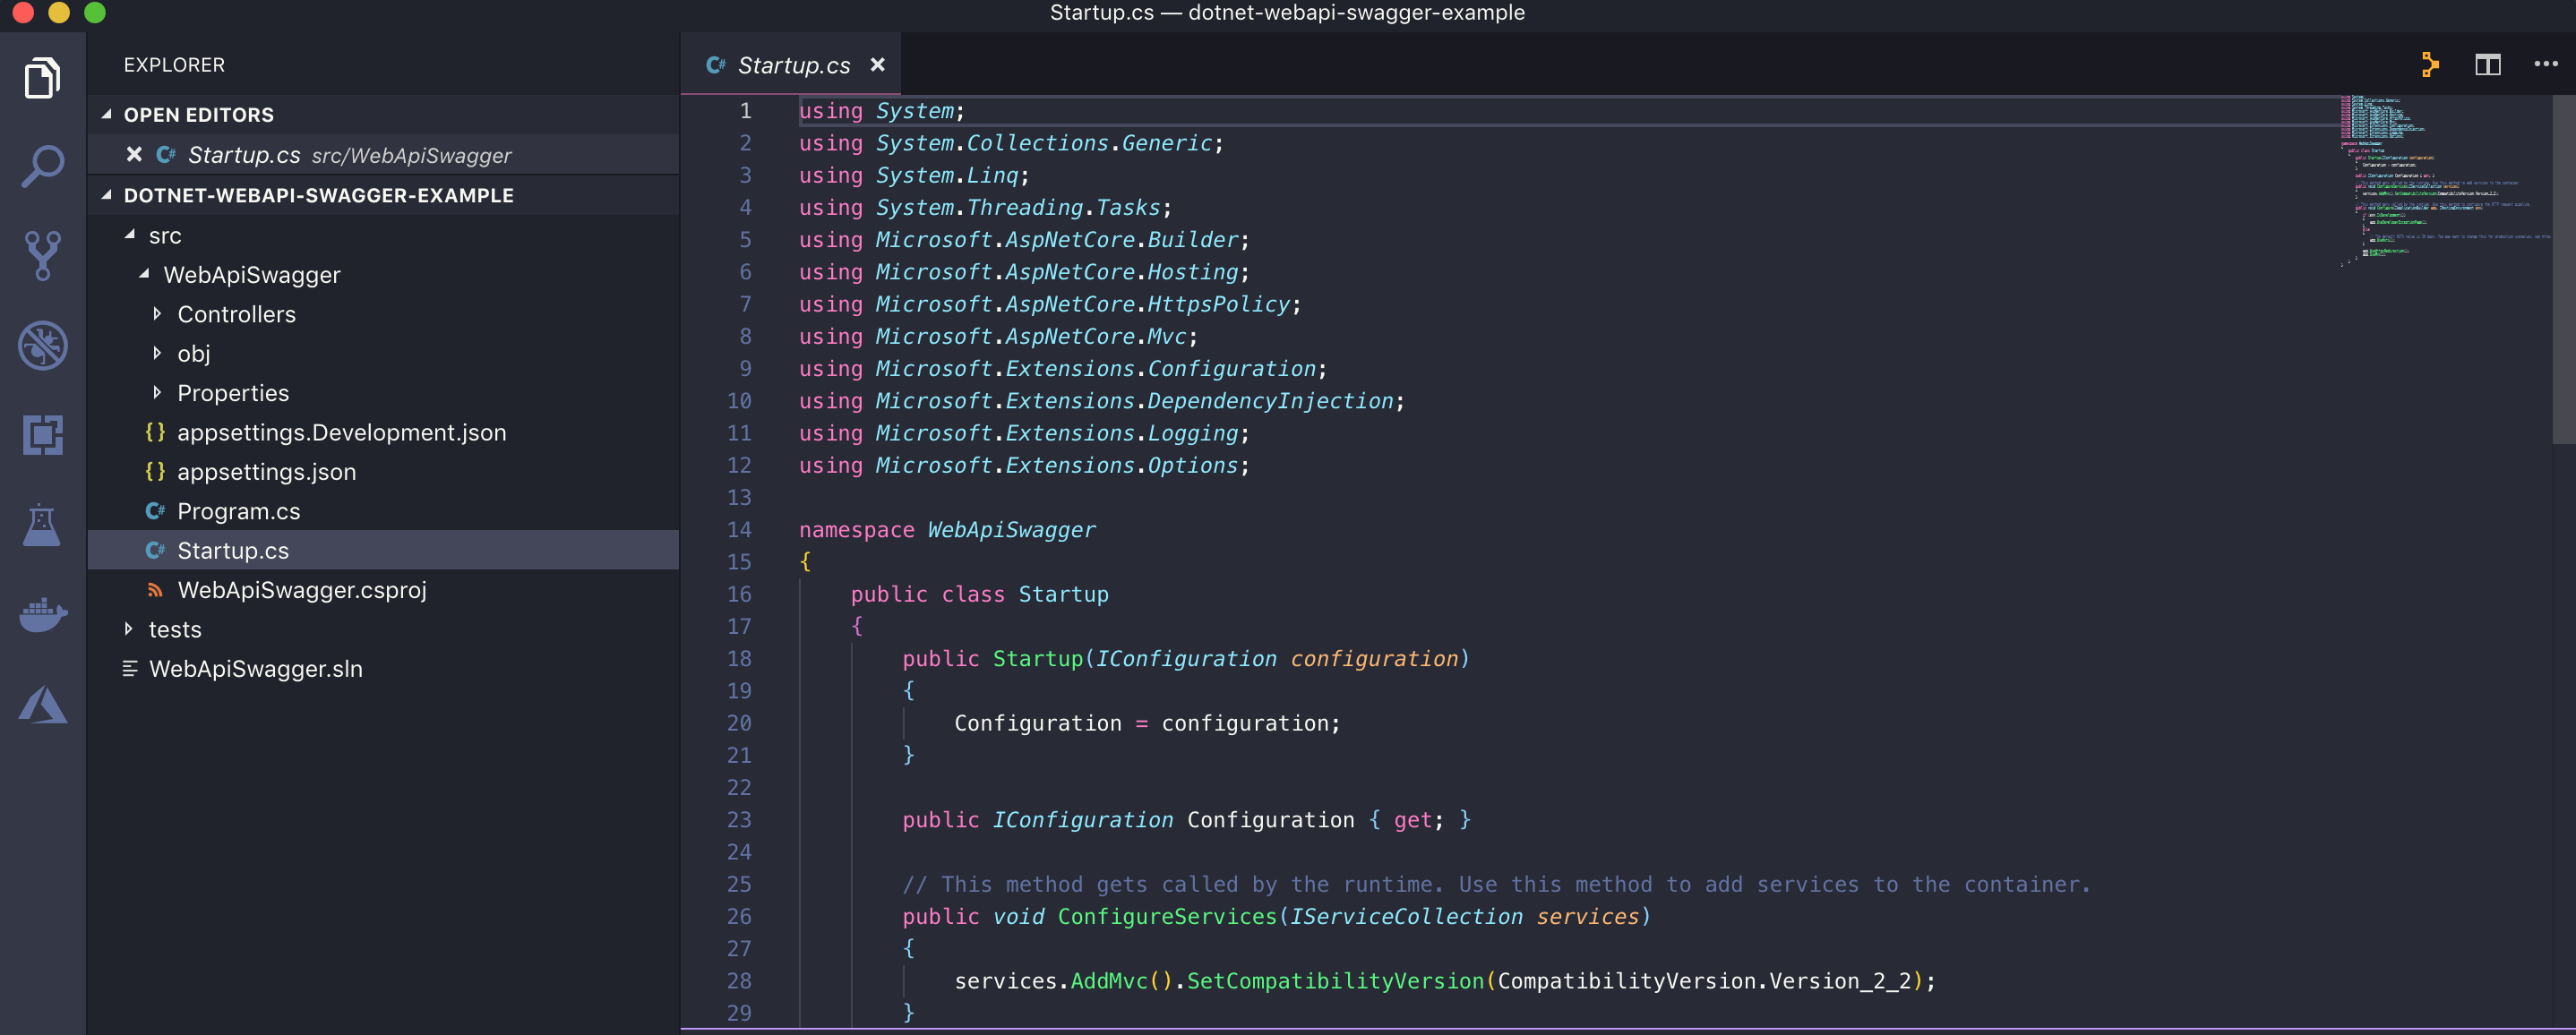 Startup.cs — dotnet-webapi-swagger-example
EXPLORER
OPEN EDITORS
Startup.cs src/WebApiSwagger
DOTNET-WEBAPI-SWAGGER-EXAMPLE
src
WebApiSwagger
Controllers
obj
Properties
{ } appsettings.Development.json
{ } appsettings.json
C# Program.cs
C# Startup.cs
WebApiSwagger.csproj
tests
WebApiSwagger.sln
C# Startup.cs
1 using System;
2 using System.Collections.Generic;
3 using System.Linq;
4 using System.Threading.Tasks;
5 using Microsoft.AspNetCore.Builder;
6 using Microsoft.AspNetCore.Hosting;
7 using Microsoft.AspNetCore.HttpsPolicy;
8 using Microsoft.AspNetCore.Mvc;
9 using Microsoft.Extensions.Configuration;
10 using Microsoft.Extensions.DependencyInjection;
11 using Microsoft.Extensions.Logging;
12 using Microsoft.Extensions.Options;
13
14 namespace WebApiSwagger
15 {
16 public class Startup
17 {
18 public Startup(IConfiguration configuration)
19 {
20 Configuration = configuration;
21 }
22
23 public IConfiguration Configuration { get; }
24
25 // This method gets called by the runtime. Use this method to add services to the container.
26 public void ConfigureServices(IServiceCollection services)
27 {
28 services.AddMvc().SetCompatibilityVersion(CompatibilityVersion.Version_2_2);
29 }